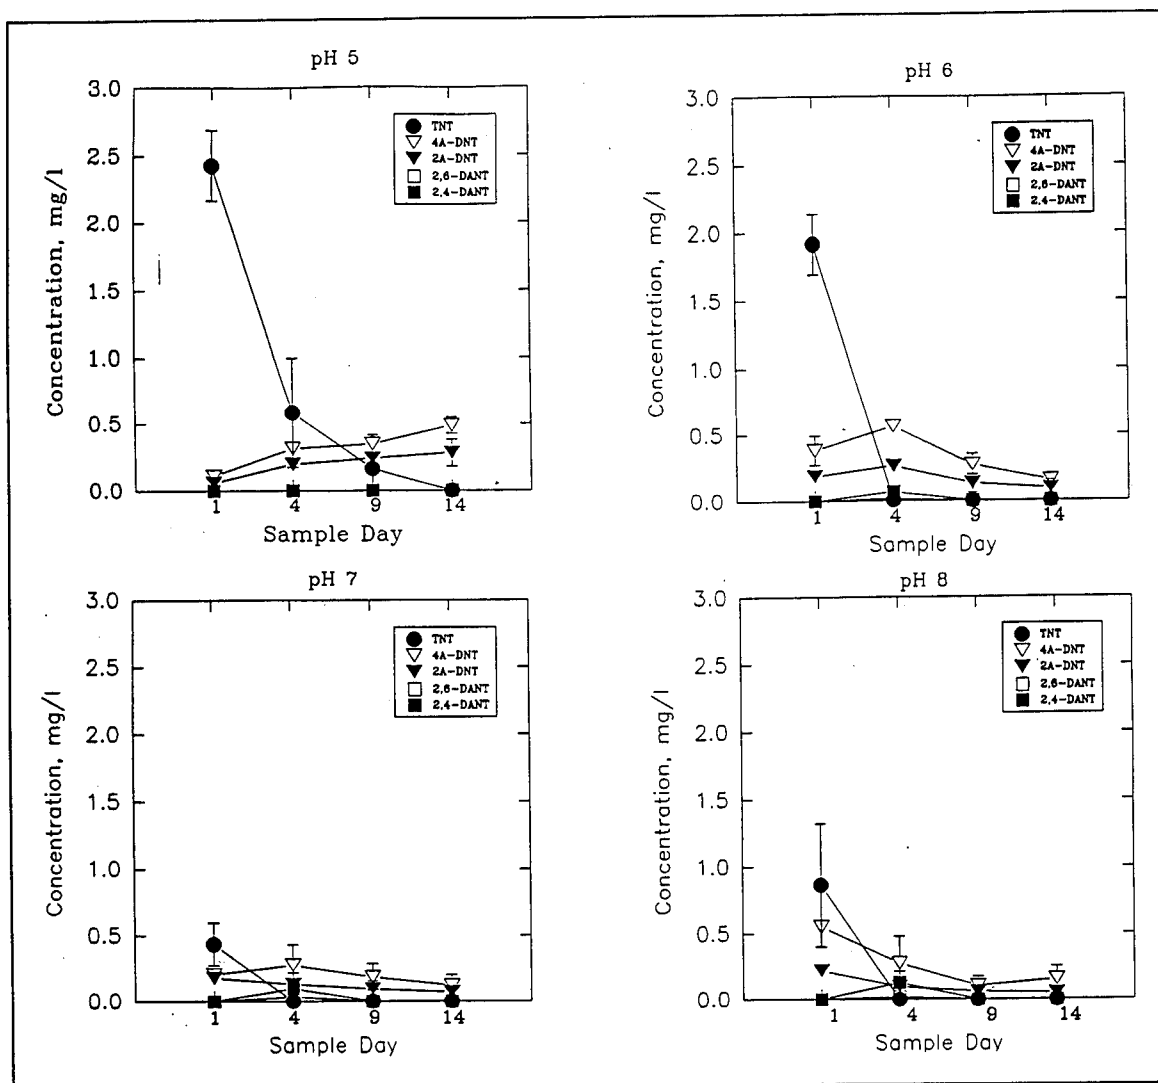 pH 5
3.0
2.5
2.0
1.5
1.0
0.5
0.0
Concentration, mg/l
TNT
4A-DNT
2A-DNT
2,6-DANT
2,4-DANT
1 4 9 14
Sample Day
pH 6
3.0
2.5
2.0
1.5
1.0
0.5
0.0
Concentration, mg/l
TNT
4A-DNT
2A-DNT
2,6-DANT
2,4-DANT
1 4 9 14
Sample Day
pH 7
3.0
2.5
2.0
1.5
1.0
0.5
0.0
Concentration, mg/l
TNT
4A-DNT
2A-DNT
2,6-DANT
2,4-DANT
1 4 9 14
Sample Day
pH 8
3.0
2.5
2.0
1.5
1.0
0.5
0.0
Concentration, mg/l
TNT
4A-DNT
2A-DNT
2,6-DANT
2,4-DANT
1 4 9 14
Sample Day